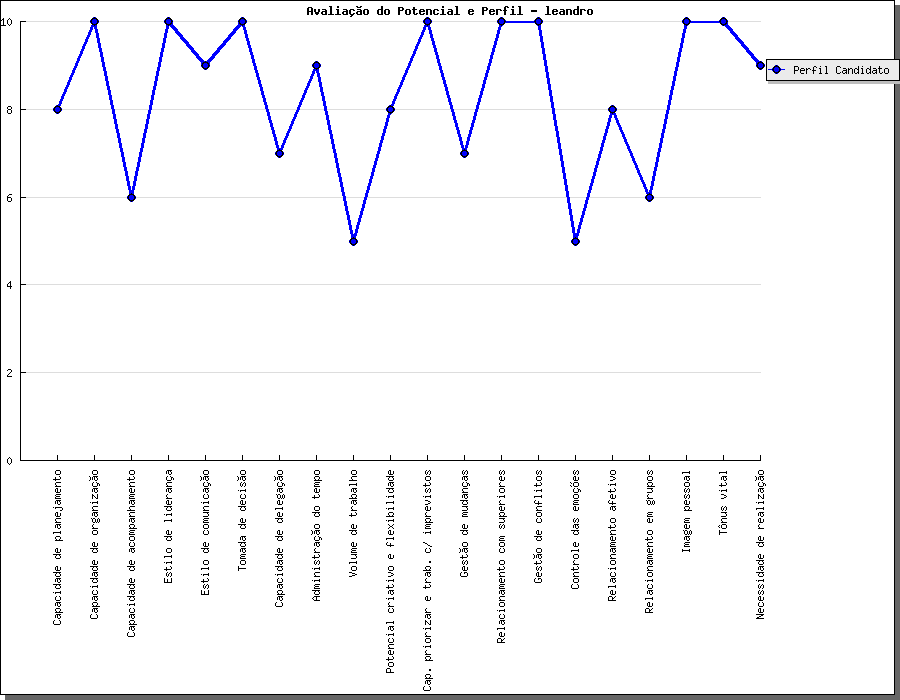 Avaliação do Potencial e Perfil - leandro
10
8
6
4
2
0
Perfil Candidato
Capacidade de planejamento
Capacidade de organização
Capacidade de acompanhamento
Estilo de liderança
Estilo de comunicação
Tomada de decisão
Capacidade de delegação
Administração do tempo
Volume de trabalho
Potencial criativo e flexibilidade
Cap. priorizar e trab. c/ imprevistos
Gestão de mudanças
Relacionamento com superiores
Gestão de conflitos
Controle das emoções
Relacionamento afetivo
Relacionamento em grupos
Imagem pessoal
Tônus vital
Necessidade de realização